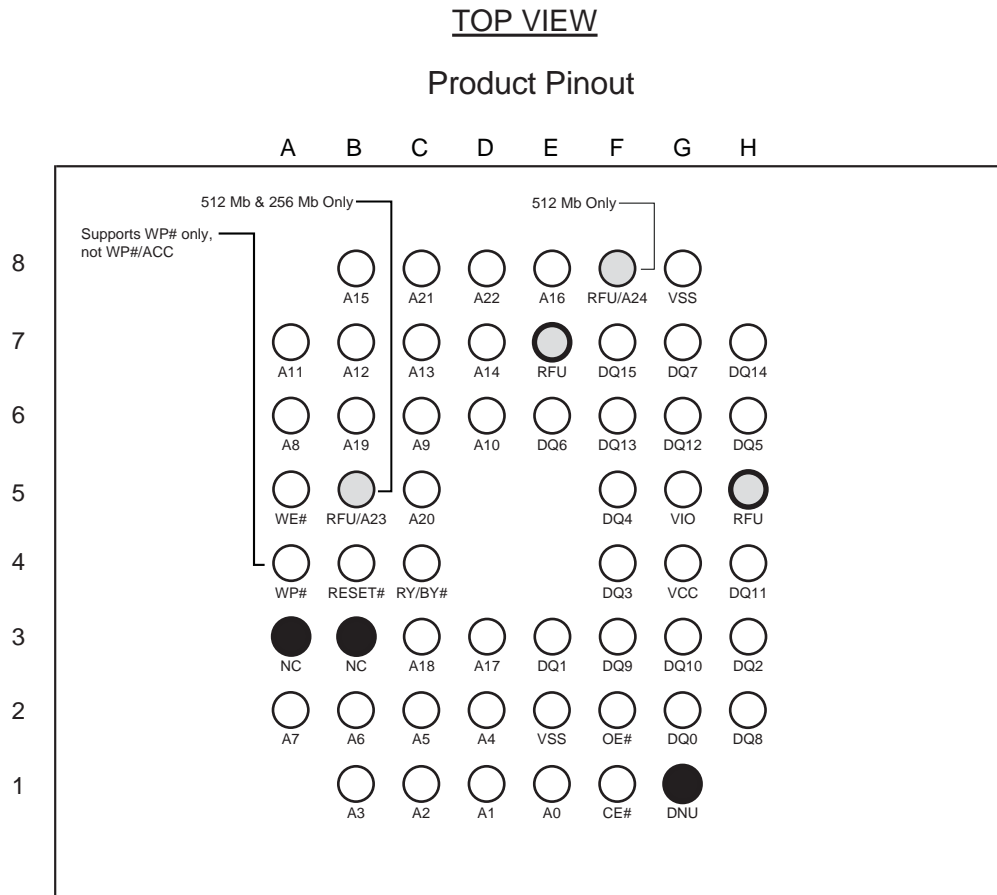 TOP VIEW
Product Pinout
A B C D E F G H
512 Mb & 256 Mb Only
512 Mb Only
Supports WP# only,
not WP#/ACC
8
A15 A21 A22 A16 RFU/A24 VSS
7
A11 A12 A13 A14 RFU DQ15 DQ7 DQ14
6
A8 A19 A9 A10 DQ6 DQ13 DQ12 DQ5
5
WE# RFU/A23 A20 DQ4 VIO RFU
4
WP# RESET# RY/BY# DQ3 VCC DQ11
3
NC NC A18 A17 DQ1 DQ9 DQ10 DQ2
2
A7 A6 A5 A4 VSS OE# DQ0 DQ8
1
A3 A2 A1 A0 CE# DNU